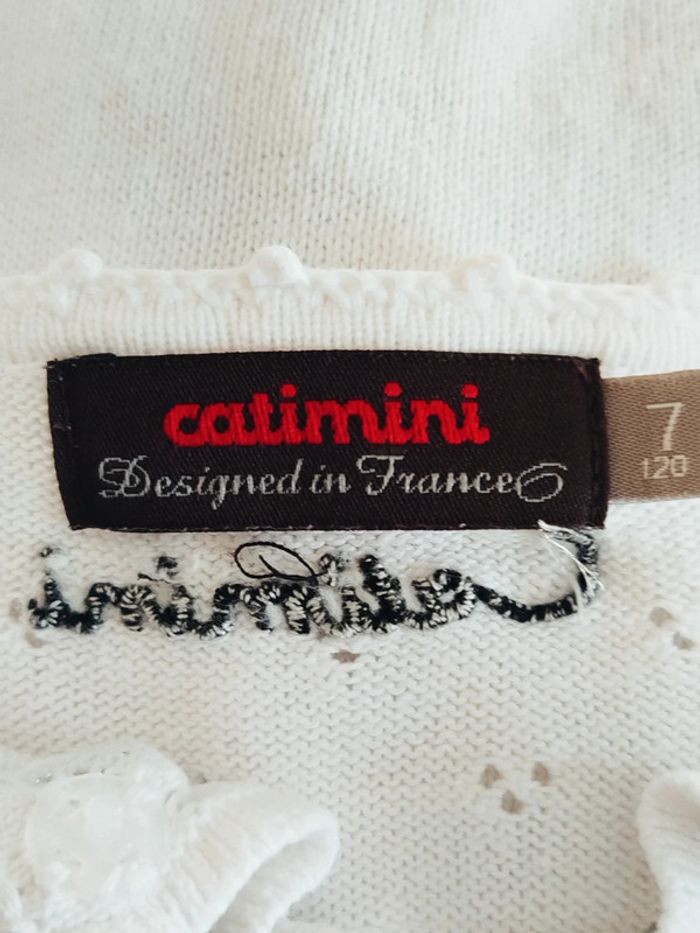 catimini
Designed in France
7
120